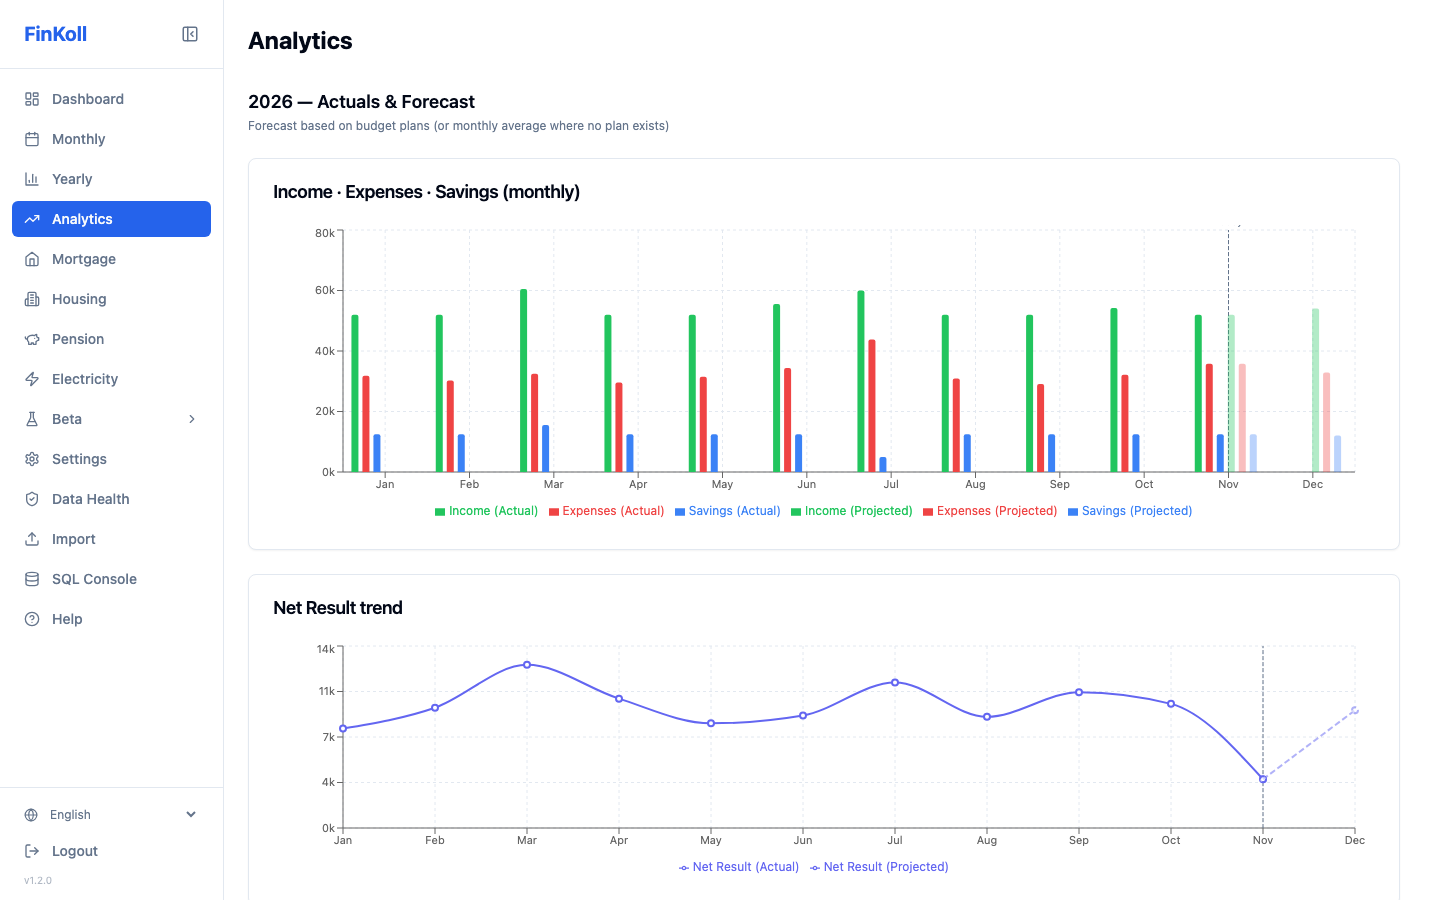 FinKoll
Dashboard
Monthly
Yearly
Analytics
Mortgage
Housing
Pension
Electricity
Beta
Settings
Data Health
Import
SQL Console
Help
English
Logout
v1.2.0
Analytics
2026 — Actuals & Forecast
Forecast based on budget plans (or monthly average where no plan exists)
Income · Expenses · Savings (monthly)
80k
60k
40k
20k
0k
Jan Feb Mar Apr May Jun Jul Aug Sep Oct Nov Dec
Income (Actual) Expenses (Actual) Savings (Actual) Income (Projected) Expenses (Projected) Savings (Projected)
Net Result trend
14k
11k
7k
4k
0k
Jan Feb Mar Apr May Jun Jul Aug Sep Oct Nov Dec
Net Result (Actual) Net Result (Projected)